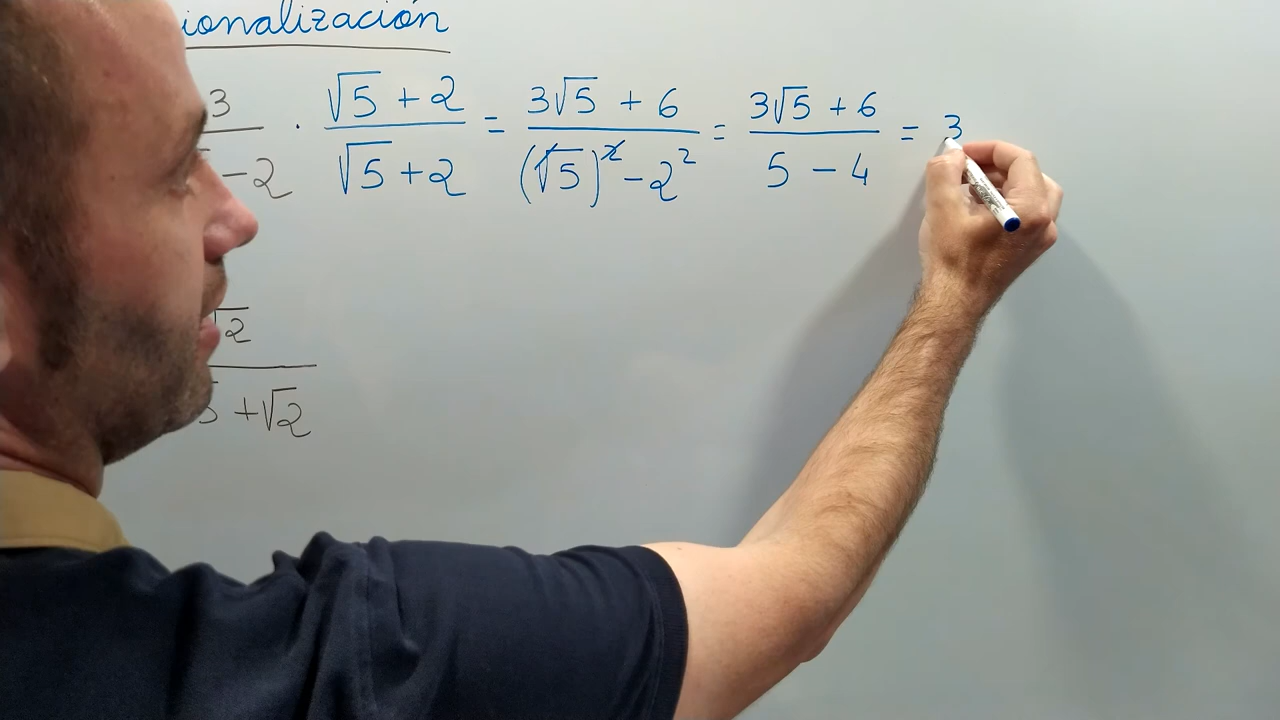 ionalización
3/-2 · (√5 + 2)/(√5 + 2) = (3√5 + 6)/((√5)² - 2²) = (3√5 + 6)/(5 - 4) = 3
√2/(5 + √2)